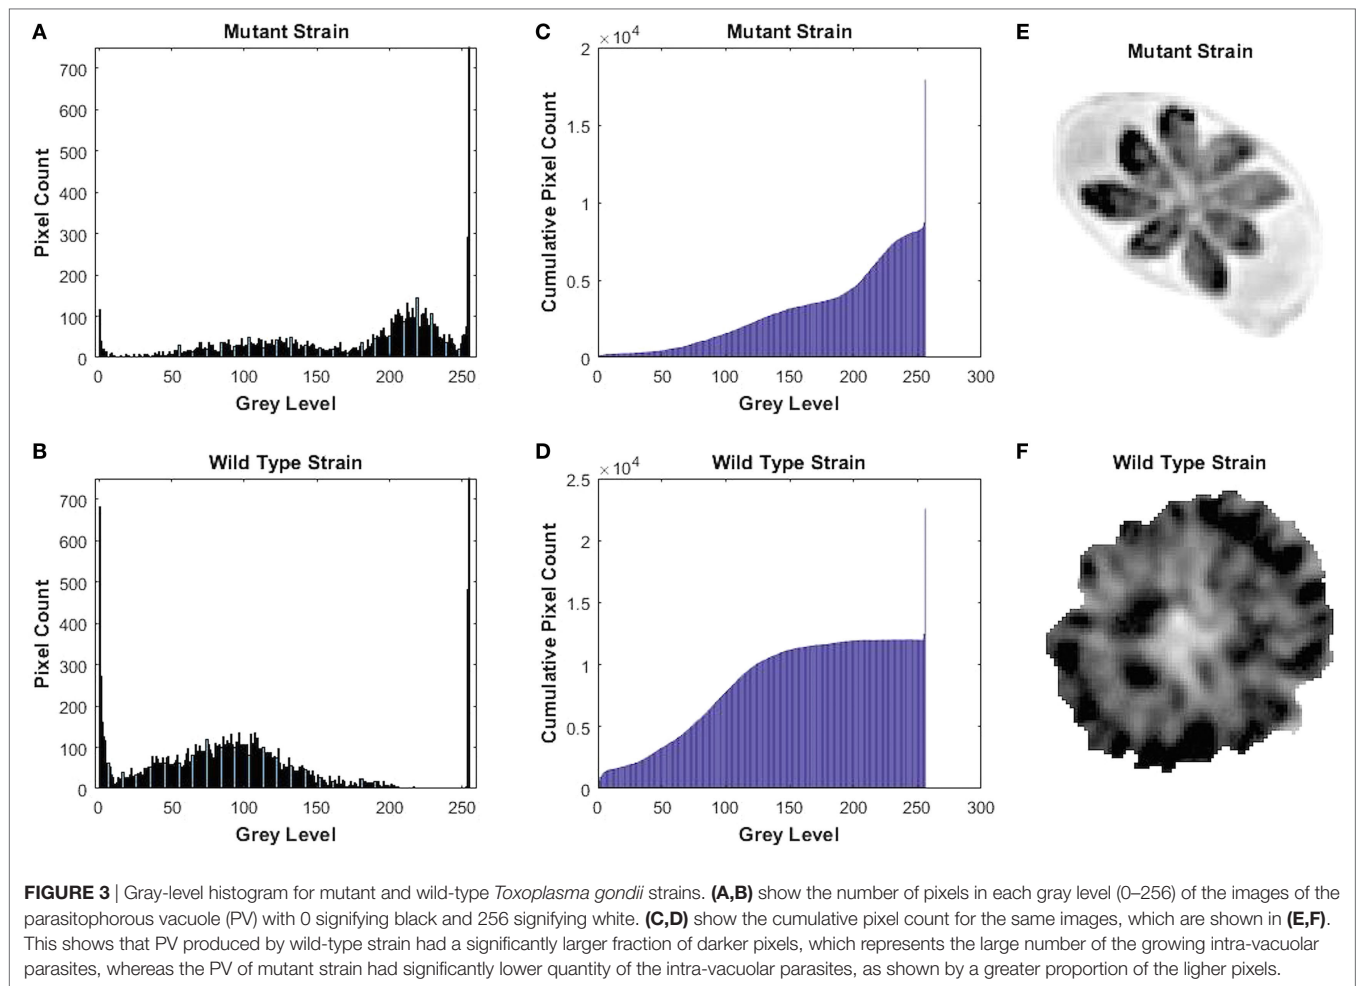 A
Mutant Strain
700
600
500
400
300
200
100
0
Pixel Count
0 50 100 150 200 250
Grey Level
C
Mutant Strain
×10⁴
2
1.5
1
0.5
0
Cumulative Pixel Count
0 50 100 150 200 250 300
Grey Level
E
Mutant Strain
B
Wild Type Strain
700
600
500
400
300
200
100
0
Pixel Count
0 50 100 150 200 250
Grey Level
D
Wild Type Strain
×10⁴
2.5
2
1.5
1
0.5
0
Cumulative Pixel Count
0 50 100 150 200 250 300
Grey Level
F
Wild Type Strain
FIGURE 3 | Gray-level histogram for mutant and wild-type Toxoplasma gondii strains. (A,B) show the number of pixels in each gray level (0–256) of the images of the
parasitophorous vacuole (PV) with 0 signifying black and 256 signifying white. (C,D) show the cumulative pixel count for the same images, which are shown in (E,F).
This shows that PV produced by wild-type strain had a significantly larger fraction of darker pixels, which represents the large number of the growing intra-vacuolar
parasites, whereas the PV of mutant strain had significantly lower quantity of the intra-vacuolar parasites, as shown by a greater proportion of the ligher pixels.